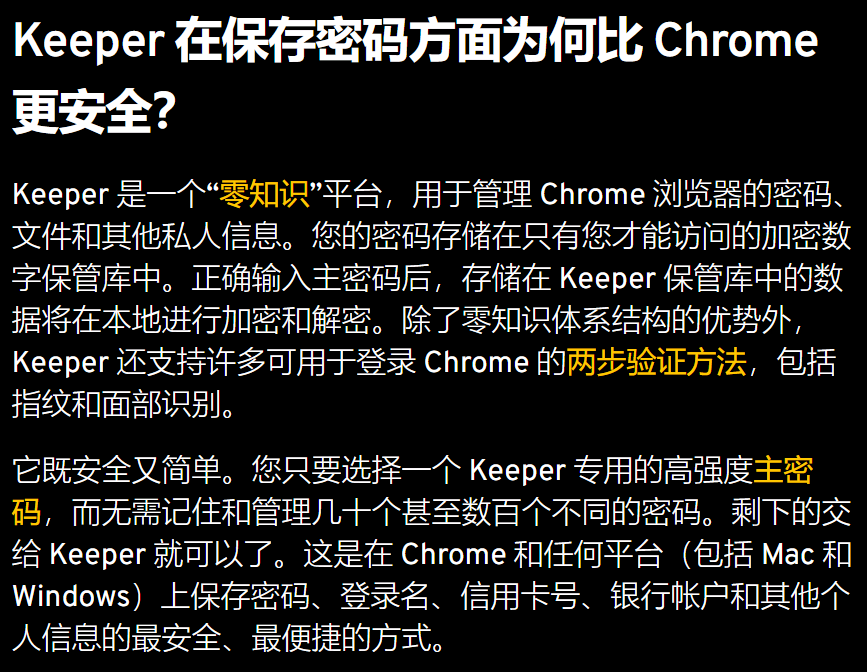 Keeper 在保存密码方面为何比 Chrome
更安全？
Keeper 是一个“零知识”平台，用于管理 Chrome 浏览器的密码、
文件和其他私人信息。您的密码存储在只有您才能访问的加密数
字保管库中。正确输入主密码后，存储在 Keeper 保管库中的数
据将在本地进行加密和解密。除了零知识体系结构的优势外，
Keeper 还支持许多可用于登录 Chrome 的两步验证方法，包括
指纹和面部识别。
它既安全又简单。您只要选择一个 Keeper 专用的高强度主密
码，而无需记住和管理几十个甚至数百个不同的密码。剩下的交
给 Keeper 就可以了。这是在 Chrome 和任何平台（包括 Mac 和
Windows）上保存密码、登录名、信用卡号、银行帐户和其他个
人信息的最安全、最便捷的方式。